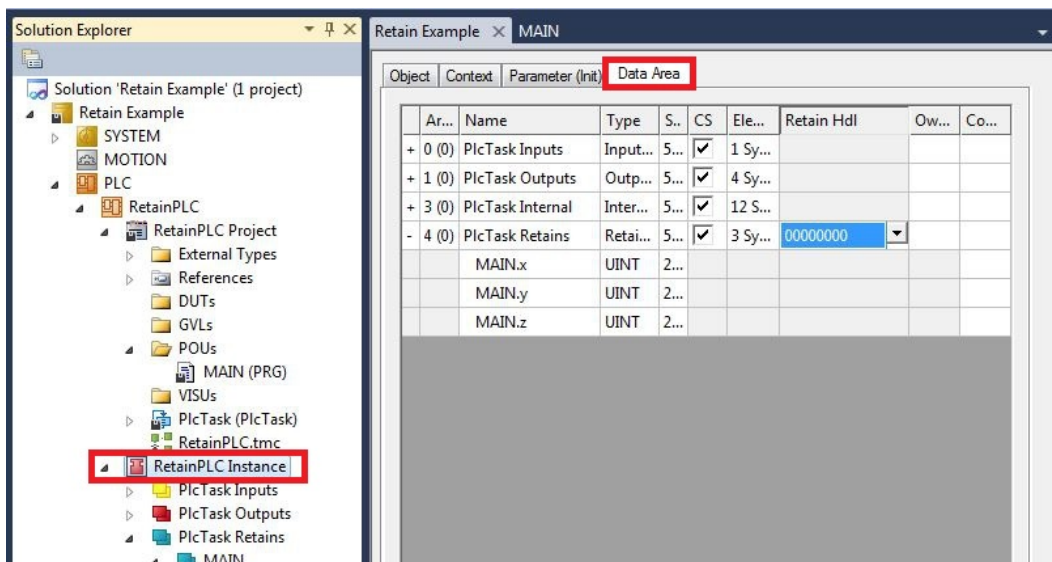 Solution Explorer
Solution 'Retain Example' (1 project)
Retain Example
SYSTEM
MOTION
PLC
RetainPLC
RetainPLC Project
External Types
References
DUTs
GVLs
POUs
MAIN (PRG)
VISUs
PlcTask (PlcTask)
RetainPLC.tmc
RetainPLC Instance
PlcTask Inputs
PlcTask Outputs
PlcTask Retains
MAIN
Retain Example MAIN
Object Context Parameter (Init) Data Area
Ar... Name Type S.. CS Ele... Retain Hdl Ow... Co...
+ 0 (0) PlcTask Inputs Input... 5... 1 Sy...
+ 1 (0) PlcTask Outputs Outp... 5... 4 Sy...
+ 3 (0) PlcTask Internal Inter... 5... 12 S...
- 4 (0) PlcTask Retains Retai... 5... 3 Sy... 00000000
MAIN.x UINT 2...
MAIN.y UINT 2...
MAIN.z UINT 2...